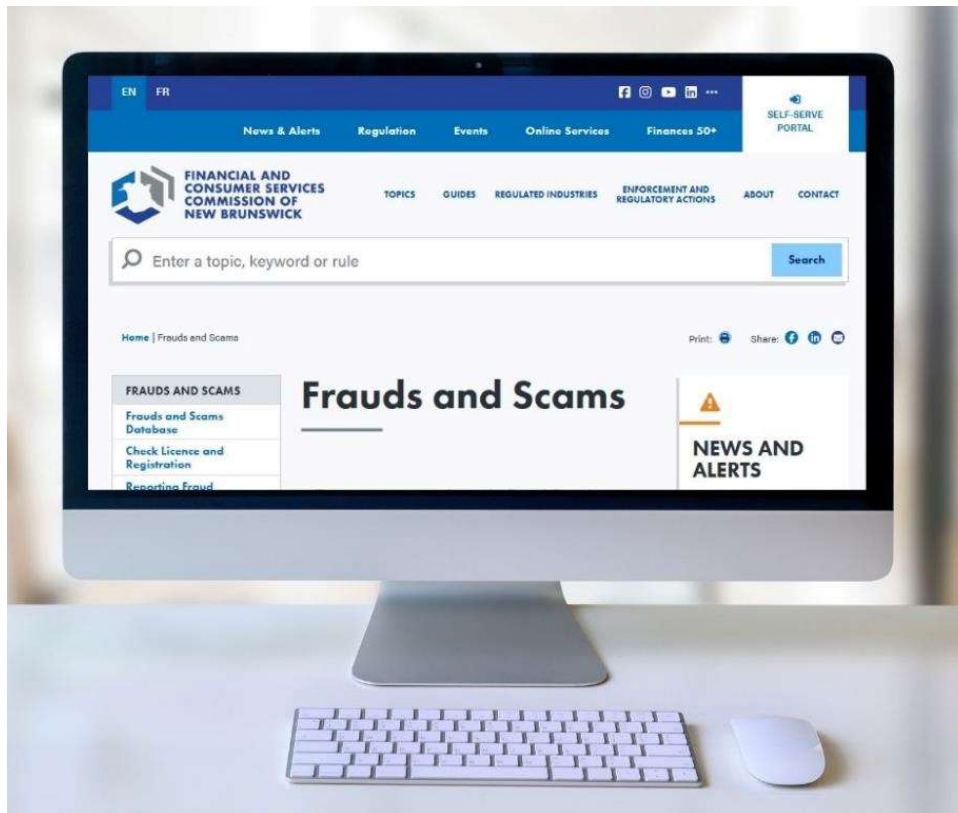 EN FR
SELF-SERVE
PORTAL
News & Alerts Regulation Events Online Services Finances 50+
FINANCIAL AND
CONSUMER SERVICES
COMMISSION OF
NEW BRUNSWICK
TOPICS GUIDES REGULATED INDUSTRIES ENFORCEMENT AND
REGULATORY ACTIONS ABOUT CONTACT
Enter a topic, keyword or rule
Search
Home | Frauds and Scams
Print: Share:
FRAUDS AND SCAMS
Frauds and Scams
Database
Check Licence and
Registration
Reporting Fraud
Frauds and Scams
NEWS AND
ALERTS